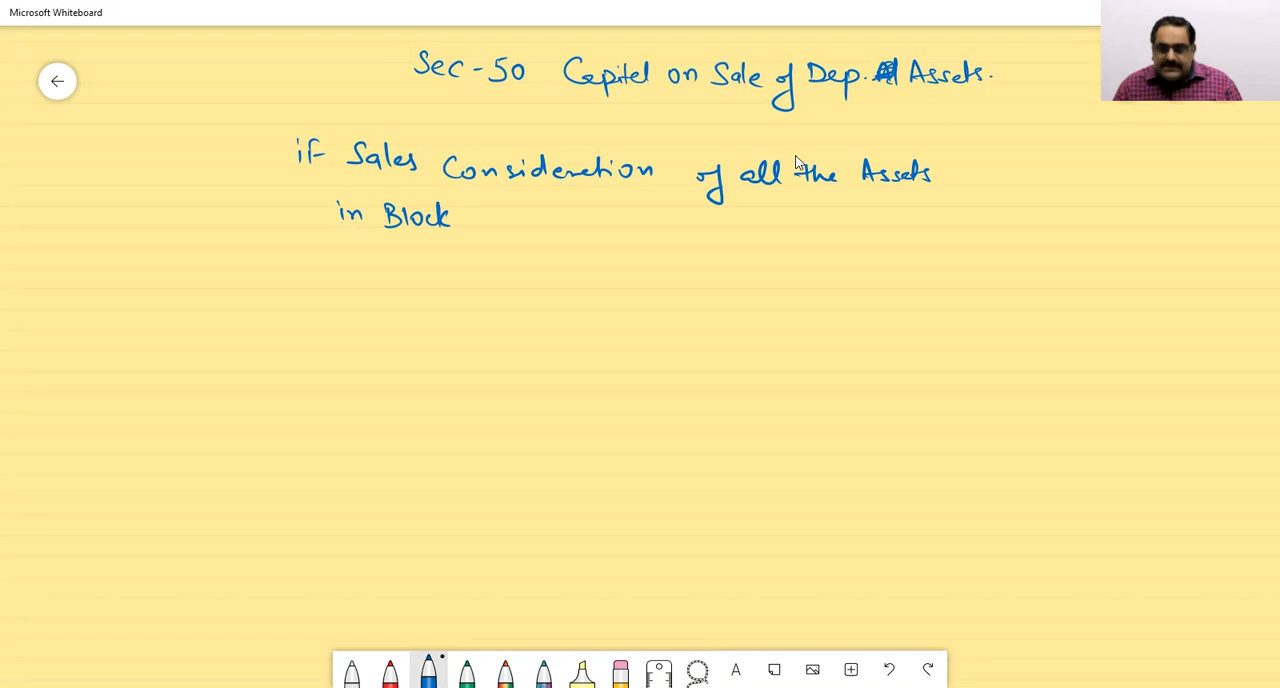 Microsoft Whiteboard
Sec-50 Capital on Sale of Dep. Assets.
if Sales Consideration of all the Assets
in Block
A